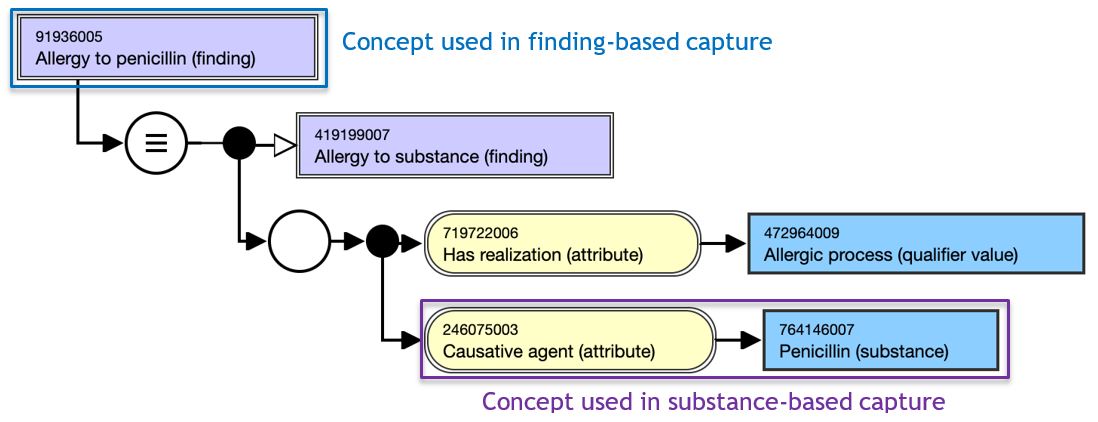 91936005
Allergy to penicillin (finding)
Concept used in finding-based capture
419199007
Allergy to substance (finding)
719722006
Has realization (attribute)
472964009
Allergic process (qualifier value)
246075003
Causative agent (attribute)
764146007
Penicillin (substance)
Concept used in substance-based capture